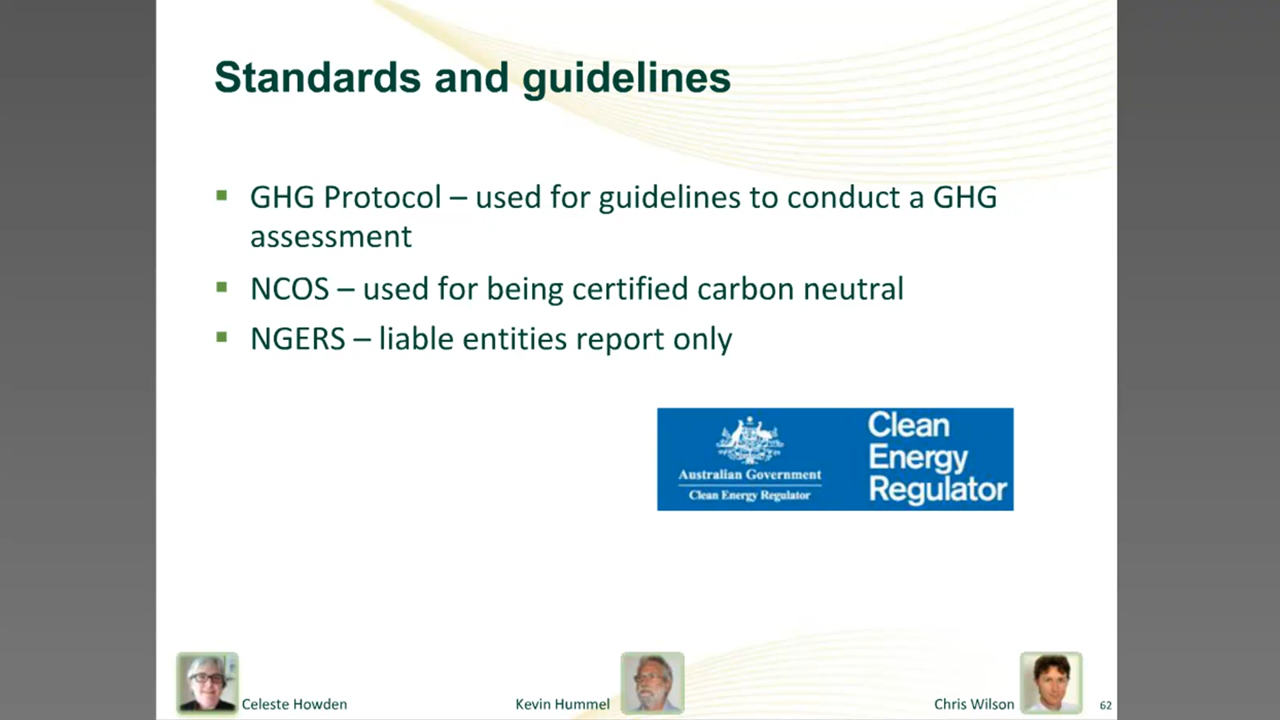 Standards and guidelines
GHG Protocol – used for guidelines to conduct a GHG
assessment
NCOS – used for being certified carbon neutral
NGERS – liable entities report only
Australian Government
Clean Energy Regulator
Clean
Energy
Regulator
Celeste Howden
Kevin Hummel
Chris Wilson
62